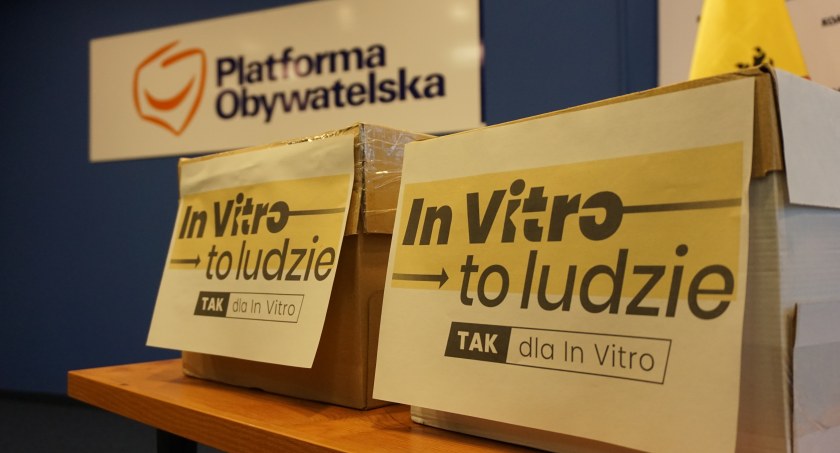 Platforma
Obywatelska
In Vitro
to ludzie
TAK dla In Vitro
In Vitro
to ludzie
TAK dla In Vitro